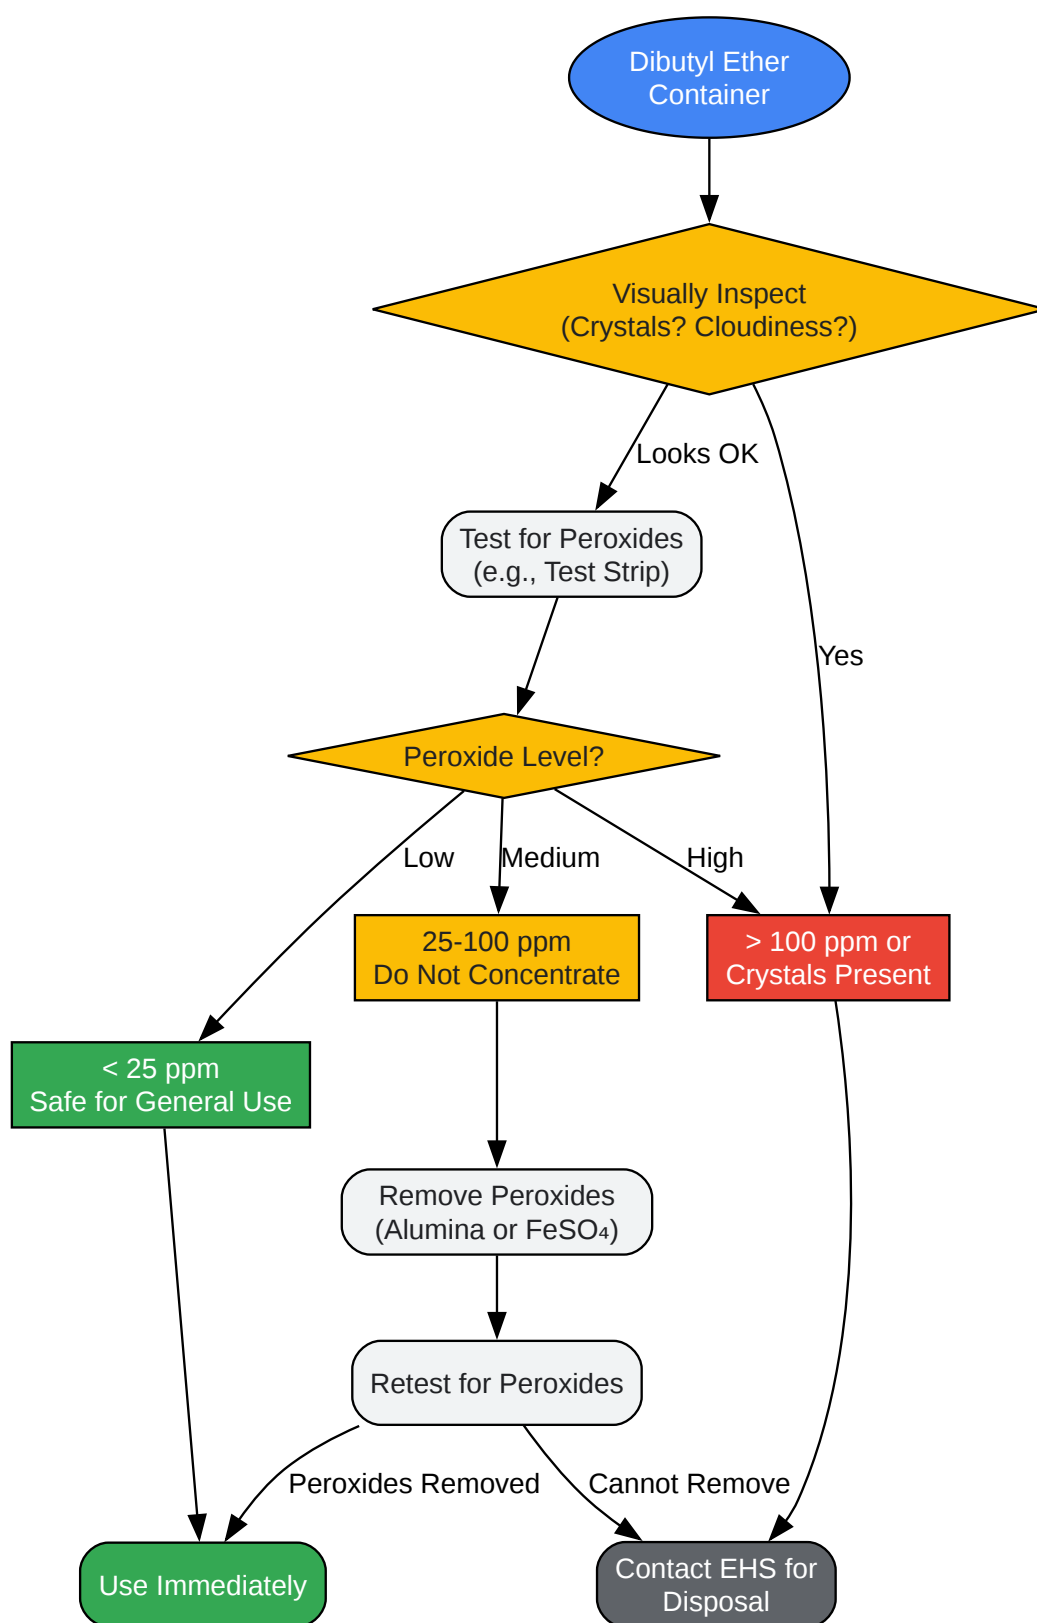 Dibutyl Ether
Container
Visually Inspect
(Crystals? Cloudiness?)
Looks OK
Test for Peroxides
(e.g., Test Strip)
Yes
Peroxide Level?
Low
Medium
High
25-100 ppm
Do Not Concentrate
> 100 ppm or
Crystals Present
< 25 ppm
Safe for General Use
Remove Peroxides
(Alumina or FeSO₄)
Retest for Peroxides
Peroxides Removed
Cannot Remove
Use Immediately
Contact EHS for
Disposal